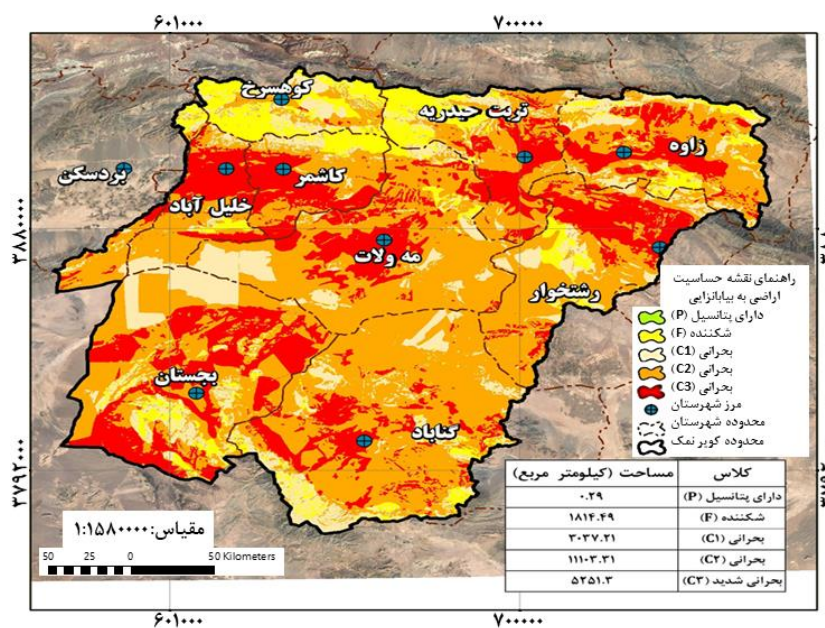 ۶۰۱۰۰۰ ۷۰۰۰۰۰
کوهسرخ
تربت حیدریه
زاوه
بردسکن
کاشمر
خلیل آباد
۳۸۸۰۰۰۰
مه ولات
رشتخوار
راهنمای نقشه حساسیت
اراضی به بیابانزایی
دارای پتانسیل (P)
شکننده (F)
بحرانی (C1)
بحرانی (C2)
بحرانی (C3)
مرز شهرستان
محدوده شهرستان
محدوده کویر نمک
بجستان
گناباد
کلاس مساحت (کیلومتر مربع)
دارای پتانسیل (P) ۰.۲۹
شکننده (F) ۱۸۱۴.۴۹
بحرانی (C۱) ۳۰۳۷.۲۱
بحرانی (C۲) ۱۱۱۰۳.۳۱
بحرانی شدید (C۳) ۵۲۵۱.۳
۳۷۹۲۰۰۰
مقیاس: ۱:۱۵۸۰۰۰۰
50 25 0 50 Kilometers
۶۰۱۰۰۰ ۷۰۰۰۰۰